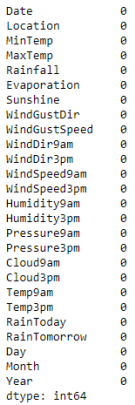 Date 0
Location 0
MinTemp 0
MaxTemp 0
Rainfall 0
Evaporation 0
Sunshine 0
WindGustDir 0
WindGustSpeed 0
WindDir9am 0
WindDir3pm 0
WindSpeed9am 0
WindSpeed3pm 0
Humidity9am 0
Humidity3pm 0
Pressure9am 0
Pressure3pm 0
Cloud9am 0
Cloud3pm 0
Temp9am 0
Temp3pm 0
RainToday 0
RainTomorrow 0
Day 0
Month 0
Year 0
dtype: int64